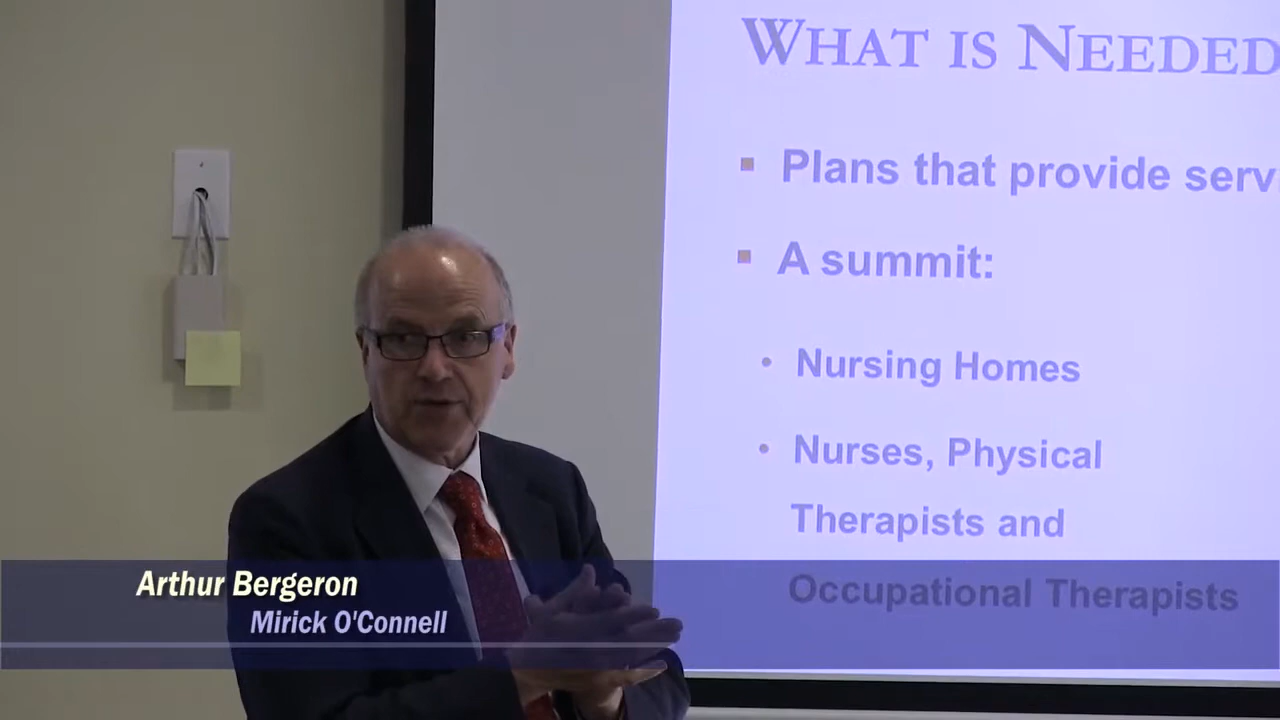 WHAT IS NEEDED
Plans that provide serv
A summit:
Nursing Homes
Nurses, Physical
Therapists and
Occupational Therapists
Arthur Bergeron
Mirick O'Connell